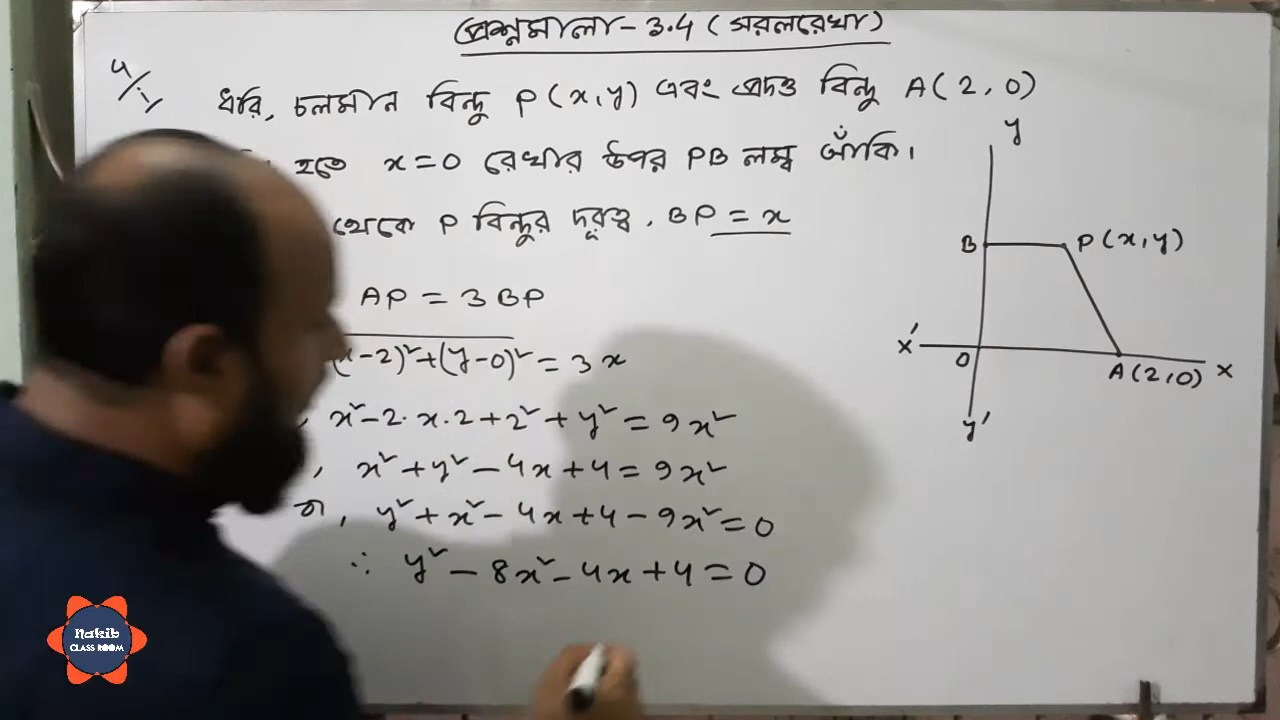 প্রশ্নমালা - 3.4 (সরলরেখা)
4/i/
ধরি, চলমান বিন্দু P(x,y) এবং প্রদত্ত বিন্দু A(2,0)
হতে x=0 রেখার উপর PB লম্ব আঁকি।
থেকে P বিন্দুর দূরত্ব, BP = x
AP = 3 BP
x-2)²+(y-0)² = 3x
, x²-2.x.2+2²+y² = 9x²
, x²+y²-4x+4 = 9x²
বা, y²+x²-4x+4-9x²=0
∴ y²-8x²-4x+4=0
y
B
P(x,y)
X'
O
A(2,0)
X
y'
Nakib
CLASS ROOM